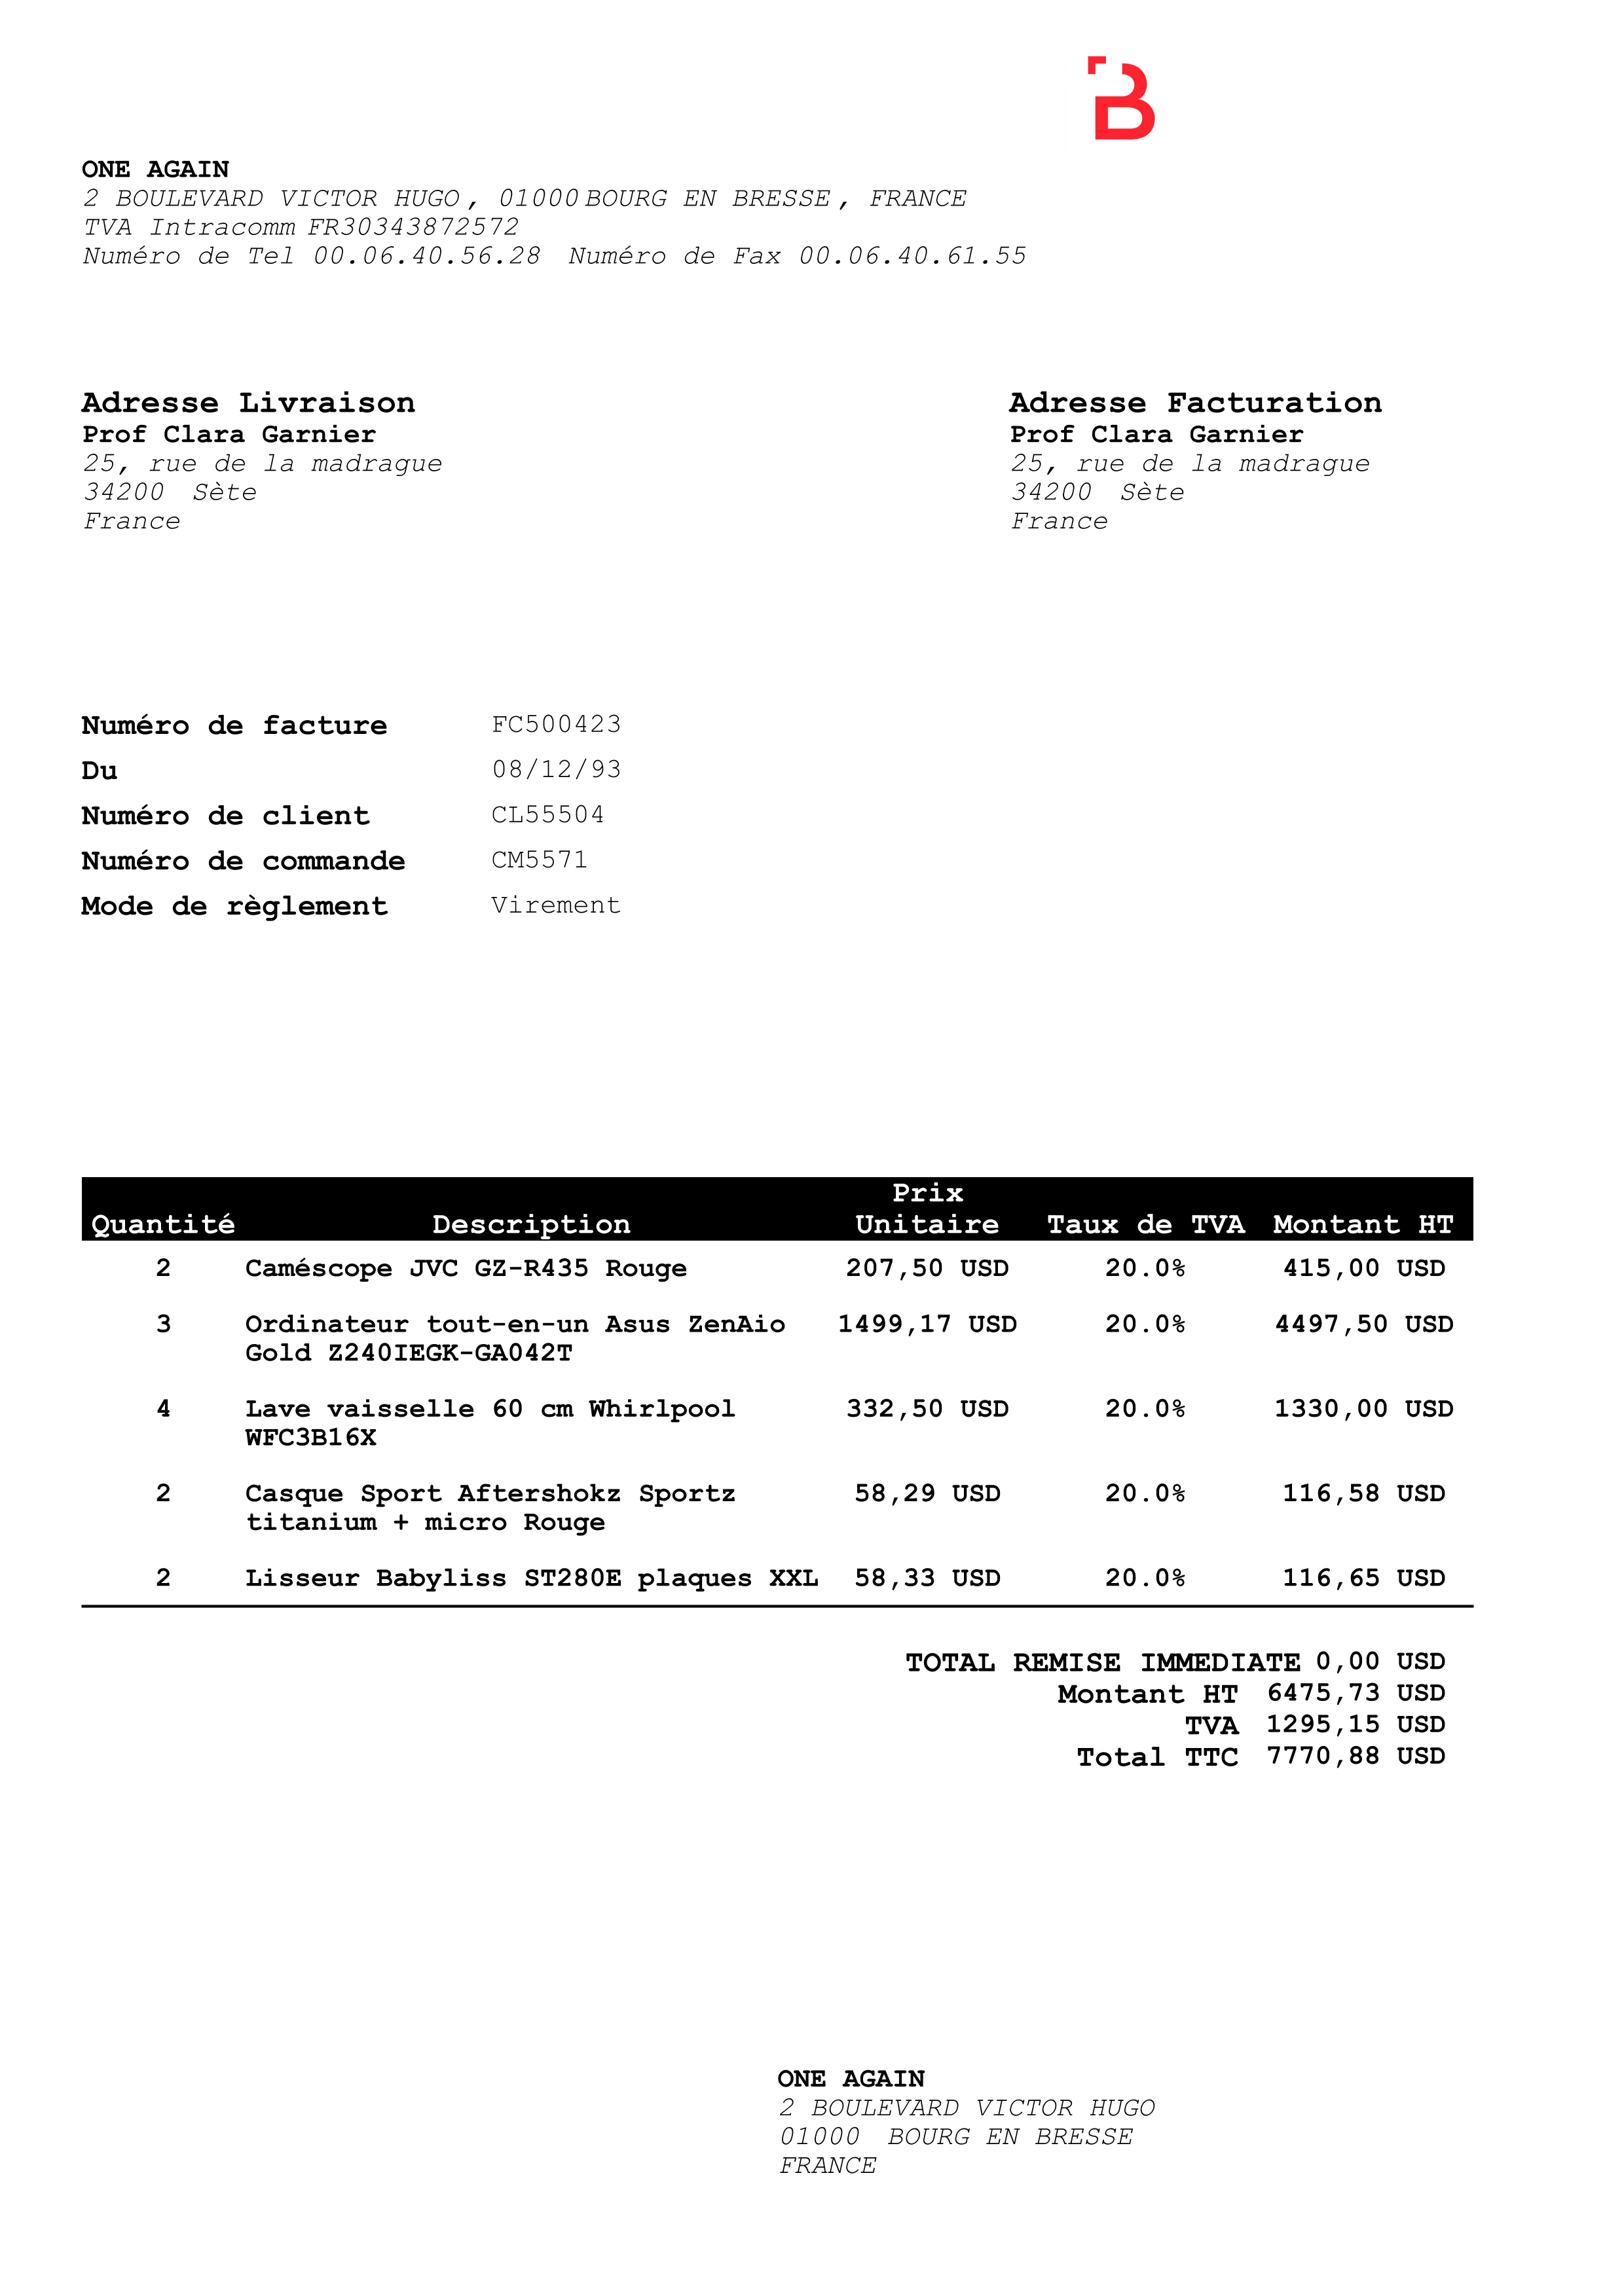 B
ONE AGAIN
2 BOULEVARD VICTOR HUGO, 01000 BOURG EN BRESSE, FRANCE
TVA Intracomm FR30343872572
Numéro de Tel 00.06.40.56.28 Numéro de Fax 00.06.40.61.55
Adresse Livraison
Prof Clara Garnier
25, rue de la madrague
34200 Sète
France
Adresse Facturation
Prof Clara Garnier
25, rue de la madrague
34200 Sète
France
Numéro de facture FC500423
Du 08/12/93
Numéro de client CL55504
Numéro de commande CM5571
Mode de règlement Virement
Prix
Quantité Description Unitaire Taux de TVA Montant HT
2 Caméscope JVC GZ-R435 Rouge 207,50 USD 20.0% 415,00 USD
3 Ordinateur tout-en-un Asus ZenAio 1499,17 USD 20.0% 4497,50 USD
Gold Z240IEGK-GA042T
4 Lave vaisselle 60 cm Whirlpool 332,50 USD 20.0% 1330,00 USD
WFC3B16X
2 Casque Sport Aftershokz Sportz 58,29 USD 20.0% 116,58 USD
titanium + micro Rouge
2 Lisseur Babyliss ST280E plaques XXL 58,33 USD 20.0% 116,65 USD
TOTAL REMISE IMMEDIATE 0,00 USD
Montant HT 6475,73 USD
TVA 1295,15 USD
Total TTC 7770,88 USD
ONE AGAIN
2 BOULEVARD VICTOR HUGO
01000 BOURG EN BRESSE
FRANCE